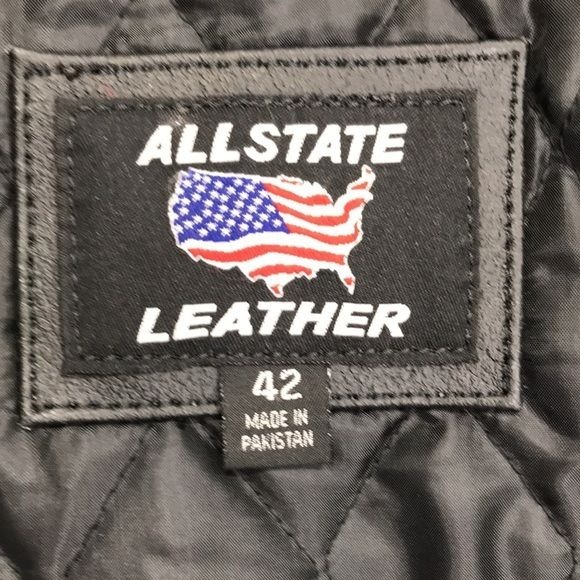 ALLSTATE
LEATHER
42
MADE IN
PAKISTAN